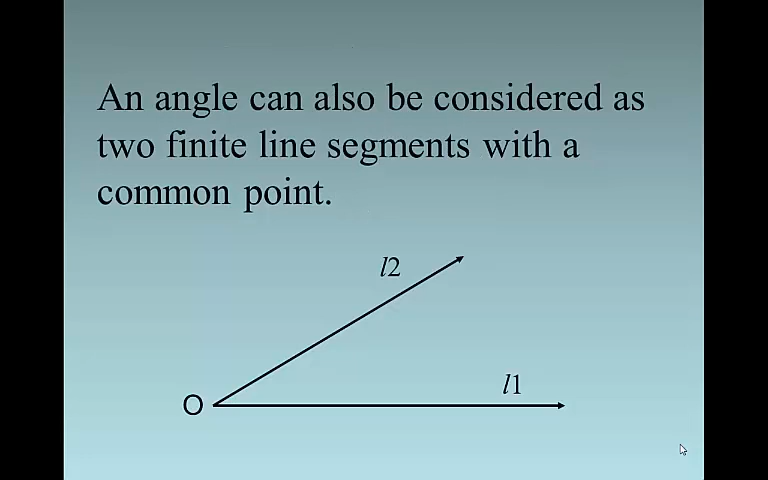 An angle can also be considered as
two finite line segments with a
common point.
l2
l1
O